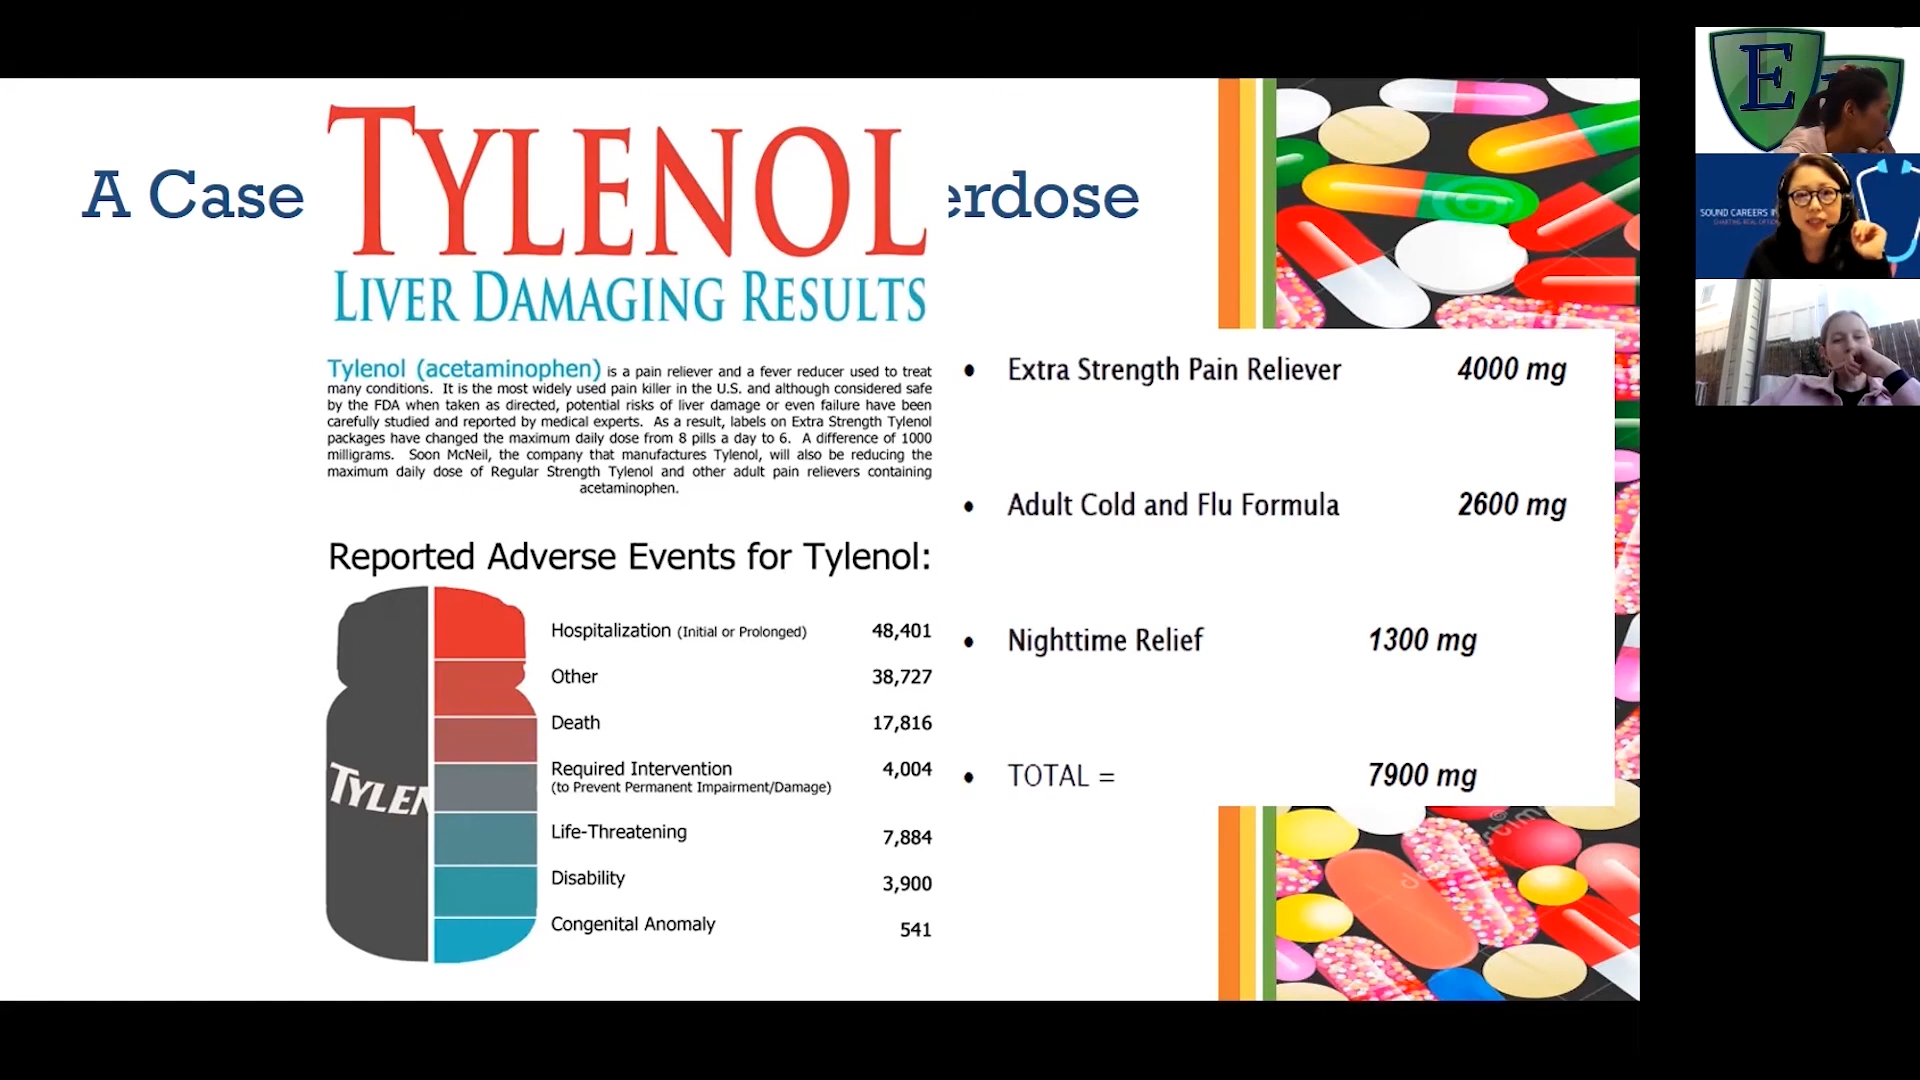 A Case
erdose
TYLENOL
LIVER DAMAGING RESULTS
Tylenol (acetaminophen) is a pain reliever and a fever reducer used to treat
many conditions. It is the most widely used pain killer in the U.S. and although considered safe
by the FDA when taken as directed, potential risks of liver damage or even failure have been
carefully studied and reported by medical experts. As a result, labels on Extra Strength Tylenol
packages have changed the maximum daily dose from 8 pills a day to 6. A difference of 1000
milligrams. Soon McNeil, the company that manufactures Tylenol, will also be reducing the
maximum daily dose of Regular Strength Tylenol and other adult pain relievers containing
acetaminophen.
Reported Adverse Events for Tylenol:
Hospitalization (Initial or Prolonged) 48,401
Other 38,727
Death 17,816
Required Intervention 4,004
(to Prevent Permanent Impairment/Damage)
Life-Threatening 7,884
Disability 3,900
Congenital Anomaly 541
TYLEN
• Extra Strength Pain Reliever 4000 mg
• Adult Cold and Flu Formula 2600 mg
• Nighttime Relief 1300 mg
• TOTAL = 7900 mg
E
SOUND CAREERS